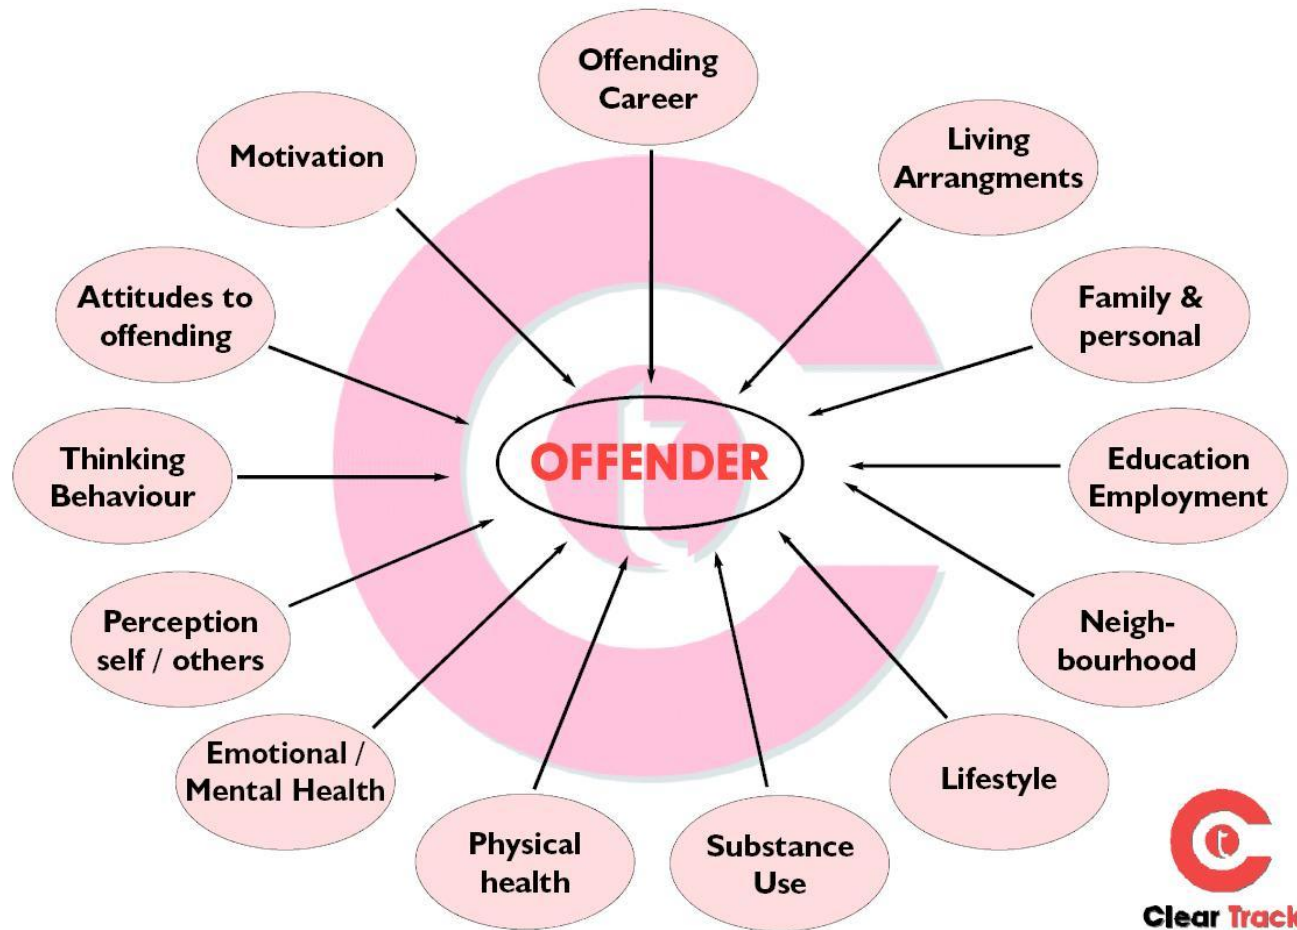 Offending
Career
Living
Arrangments
Family &
personal
Education
Employment
Neigh-
bourhood
Lifestyle
Substance
Use
Physical
health
Emotional /
Mental Health
Perception
self / others
Thinking
Behaviour
Attitudes to
offending
Motivation
OFFENDER
t
ct
Clear Track